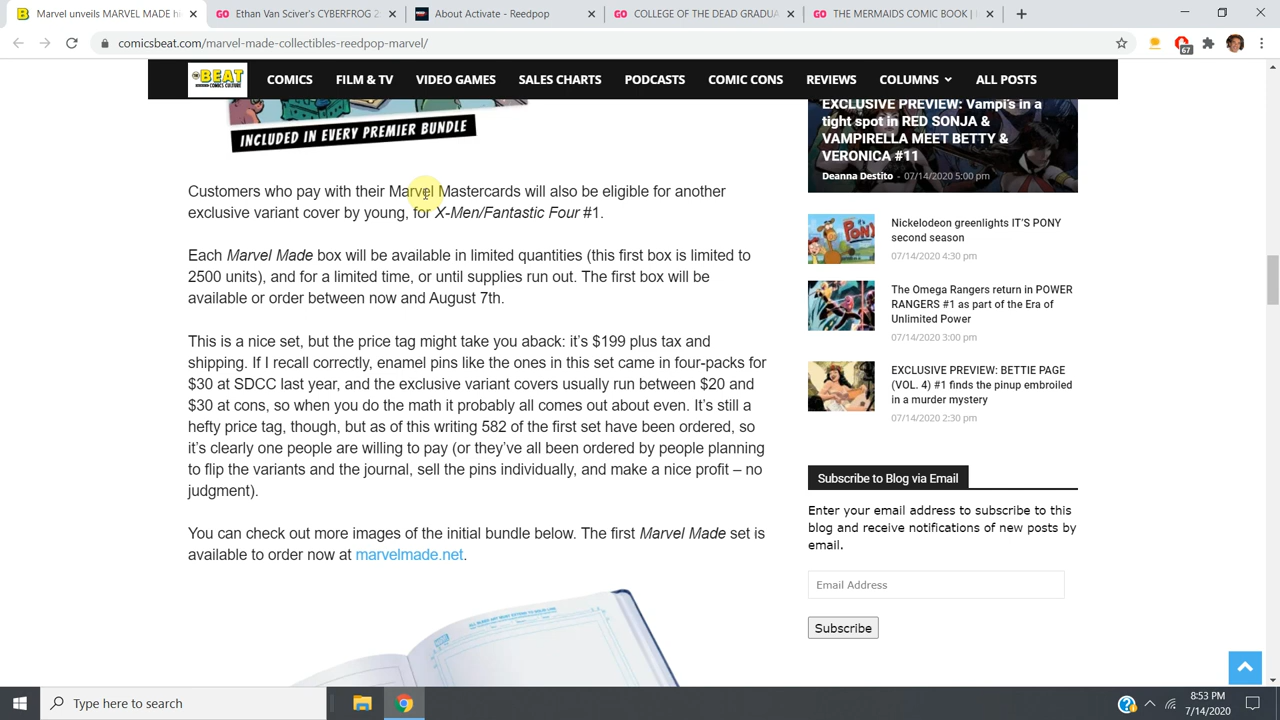 Marvel unveils MARVEL MADE hi
Ethan Van Sciver's CYBERFROG 2
About Activate - Reedpop
COLLEGE OF THE DEAD GRADUA
THE MERMAIDS COMIC BOOK |
comicsbeat.com/marvel-made-collectibles-reedpop-marvel/
67
BEAT
COMICS CULTURE
COMICS
FILM & TV
VIDEO GAMES
SALES CHARTS
PODCASTS
COMIC CONS
REVIEWS
COLUMNS
ALL POSTS
INCLUDED IN EVERY PREMIER BUNDLE
Customers who pay with their Marvel Mastercards will also be eligible for another
exclusive variant cover by young, for X-Men/Fantastic Four #1.
Each Marvel Made box will be available in limited quantities (this first box is limited to
2500 units), and for a limited time, or until supplies run out. The first box will be
available or order between now and August 7th.
This is a nice set, but the price tag might take you aback: it's $199 plus tax and
shipping. If I recall correctly, enamel pins like the ones in this set came in four-packs for
$30 at SDCC last year, and the exclusive variant covers usually run between $20 and
$30 at cons, so when you do the math it probably all comes out about even. It's still a
hefty price tag, though, but as of this writing 582 of the first set have been ordered, so
it's clearly one people are willing to pay (or they've all been ordered by people planning
to flip the variants and the journal, sell the pins individually, and make a nice profit – no
judgment).
You can check out more images of the initial bundle below. The first Marvel Made set is
available to order now at marvelmade.net.
EXCLUSIVE PREVIEW: Vampi's in a
tight spot in RED SONJA &
VAMPIRELLA MEET BETTY &
VERONICA #11
Deanna Destito - 07/14/2020 5:00 pm
Nickelodeon greenlights IT'S PONY
second season
07/14/2020 4:30 pm
The Omega Rangers return in POWER
RANGERS #1 as part of the Era of
Unlimited Power
07/14/2020 3:00 pm
EXCLUSIVE PREVIEW: BETTIE PAGE
(VOL. 4) #1 finds the pinup embroiled
in a murder mystery
07/14/2020 2:30 pm
Subscribe to Blog via Email
Enter your email address to subscribe to this
blog and receive notifications of new posts by
email.
Email Address
Subscribe
Type here to search
8:53 PM
7/14/2020